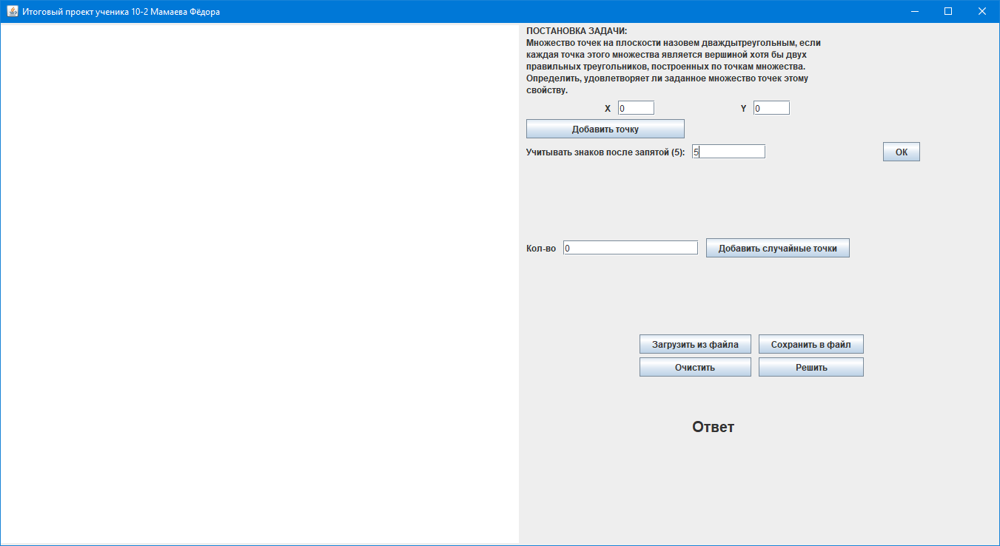 Итоговый проект ученика 10-2 Мамаева Фёдора
ПОСТАНОВКА ЗАДАЧИ:
Множество точек на плоскости назовем дваждытреугольным, если
каждая точка этого множества является вершиной хотя бы двух
правильных треугольников, построенных по точкам множества.
Определить, удовлетворяет ли заданное множество точек этому
свойству.
X 0 Y 0
Добавить точку
Учитывать знаков после запятой (5): 5 ОК
Кол-во 0 Добавить случайные точки
Загрузить из файла Сохранить в файл
Очистить Решить
Ответ